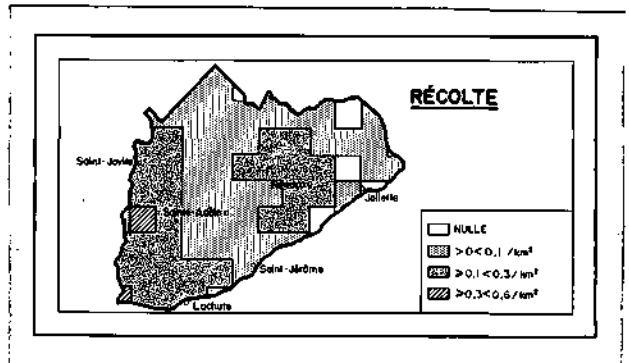 RÉCOLTE
Saint-Jovite
Sainte-Adèle
Joliette
Saint-Jérôme
Lachute
NULLE
>0<0,1/km²
≥0,1<0,3/km²
≥0,3<0,6/km²